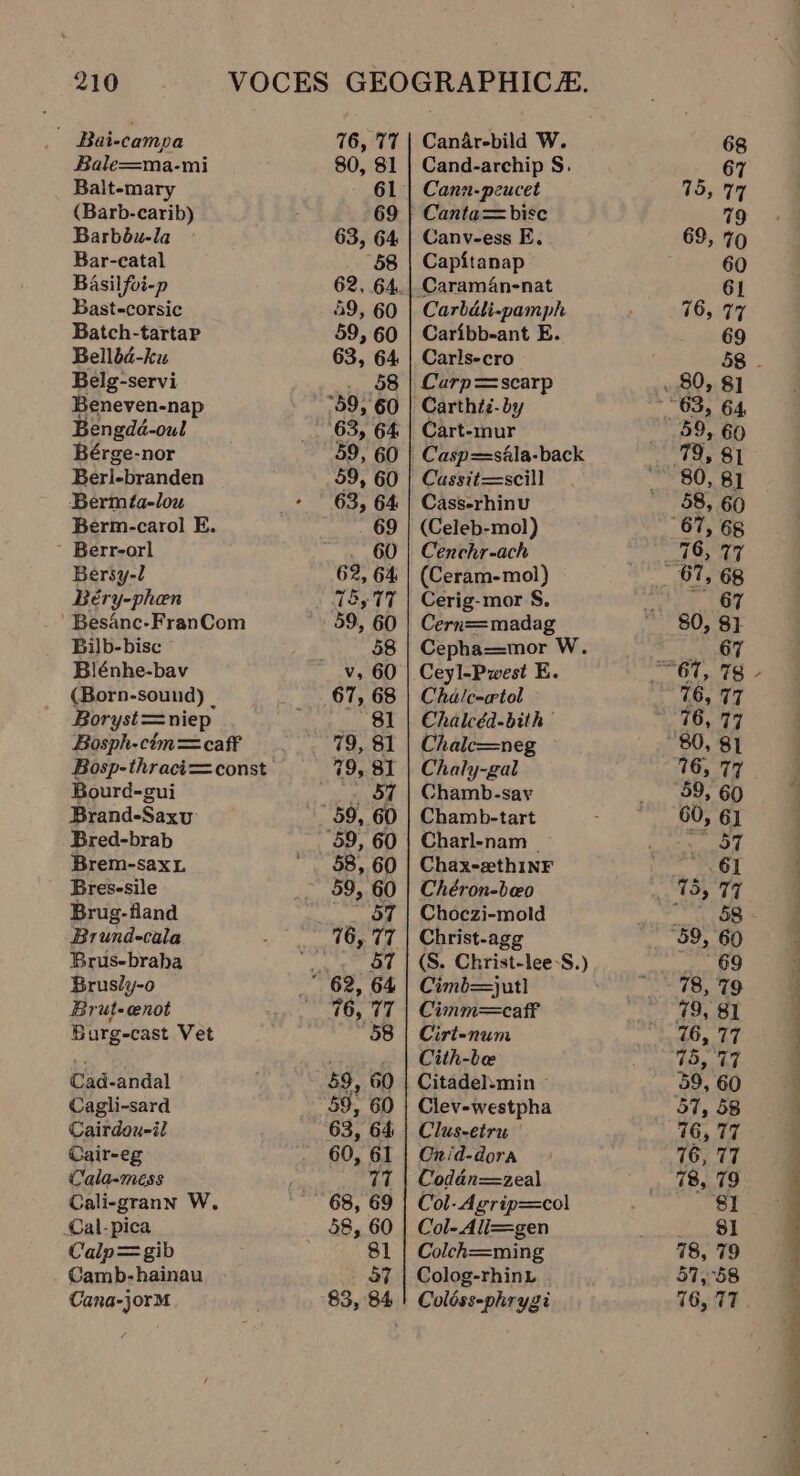 210 VOCES GEOGRAPHICÆ.
Bai-campa 76, 77
Bale=ma-mi 80, 81
Balt-mary 61
(Barb-carib) 69
Barbóu-la 63, 64
Bar-catal 58
Básilfoi-p 62, 64
Bast-corsic 59, 60
Batch-tartaP 59, 60
Bellóá-ku 63, 64
Belg-servi 58
Beneven-nap 59, 60
Bengdá-oul 63, 64
Bérge-nor 59, 60
Berl-branden 59, 60
Bermía-lou 63, 64
Berm-carol E. 69
Berr-orl 60
Bersy-l 62, 64
Béry-phœn 75, 77
Besánc-FranCom 59, 60
Bilb-bisc 58
Blénhe-bav v, 60
(Born-sound) 67, 68
Boryst=niep 81
Bosph-cím=caff 79, 81
Bosp-thraci=const 79, 81
Bourd-gui 57
Brand-SaxU 59, 60
Bred-brab 59, 60
Brem-saxL 58, 60
Bres-sile 59, 60
Brug-fland 57
Brund-cala 76, 77
Brus-braba 57
Brusly-o 62, 64
Brut-œnot 76, 77
Burg-cast Vet 58
Cad-andal 59, 60
Cagli-sard 59, 60
Cairdou-il 63, 64
Cair-eg 60, 61
Cala-mess 77
Cali-granN W. 68, 69
Cal-pica 58, 60
Calp=gib 81
Camb-hainau 57
Cana-jorM 83, 84
Canár-bild W. 68
Cand-archip S. 67
Cann-peucet 75, 77
Canta=bisc 79
Canv-ess E. 69, 70
Capítanap 60
Caramán-nat 61
Carbáli-pamph 76, 77
Caríbb-ant E. 69
Carls-cro 58
Carp=scarp 80, 81
Carthíi-by 63, 64
Cart-mur 59, 60
Casp=sála-back 79, 81
Cassit=scill 80, 81
Cass-rhinU 58, 60
(Celeb-mol) 67, 68
Cenchr-ach 76, 77
(Ceram-mol) 67, 68
Cerig-mor S. 67
Cern=madag 80, 81
Cepha=mor W. 67
Ceyl-Pwest E. 67, 78
Chalc-ætol 76, 77
Chalcéd-bith 76, 77
Chalc=neg 80, 81
Chaly-gal 76, 77
Chamb-sav 59, 60
Chamb-tart 60, 61
Charl-nam 57
Chax-æthINF 61
Chéron-bœo 75, 77
Choczi-mold 58
Christ-agg 59, 60
(S. Christ-lee-S.) 69
Cimb=jutl 78, 79
Cimm=caff 79, 81
Cirt-num 76, 77
Cith-bœ 75, 77
Citadel-min 59, 60
Clev-westpha 57, 58
Clus-etru 76, 77
Cnid-dorA 76, 77
Codán=zeal 78, 79
Col-Agrip=col 81
Col-All=gen 81
Colch=ming 78, 79
Colog-rhinL 57, 58
Colóss-phrygi 76, 77